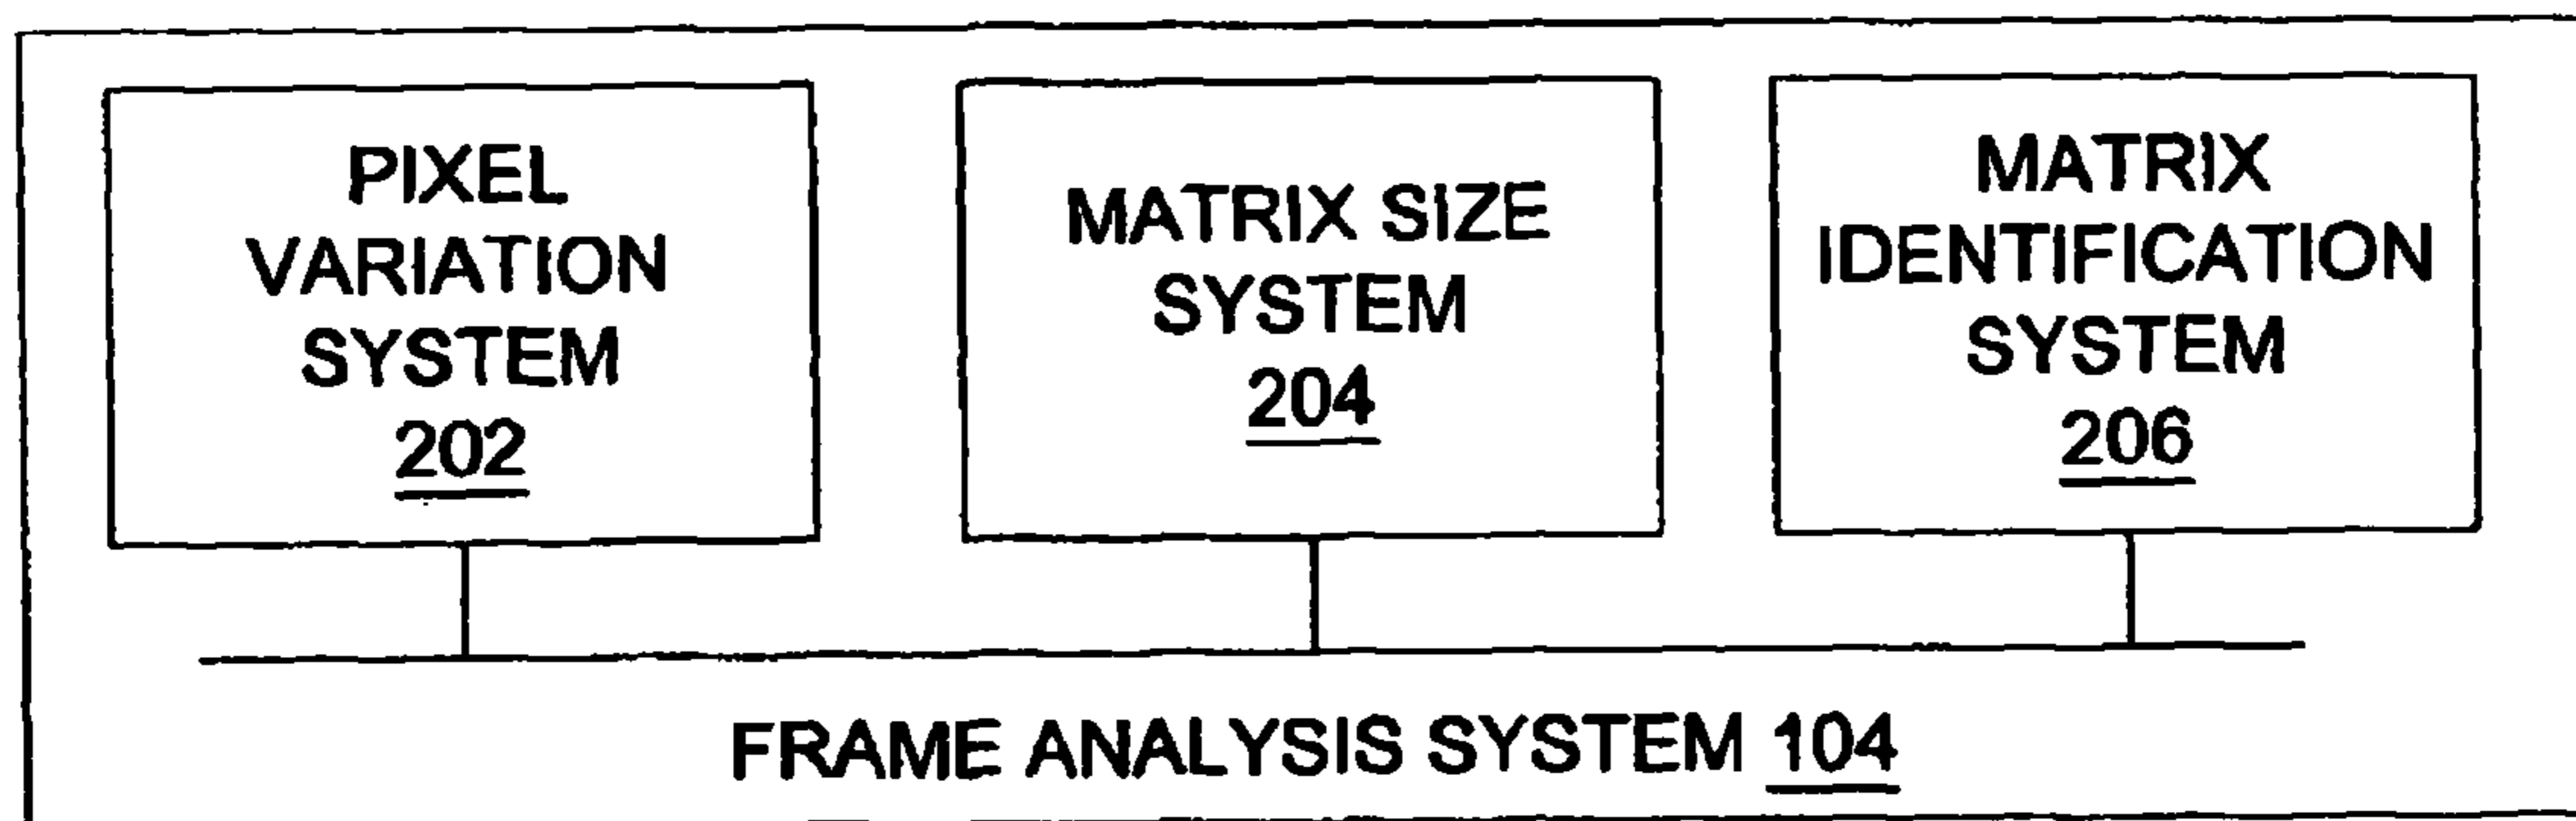 PIXEL
VARIATION
SYSTEM
202
MATRIX SIZE
SYSTEM
204
MATRIX
IDENTIFICATION
SYSTEM
206
FRAME ANALYSIS SYSTEM 104